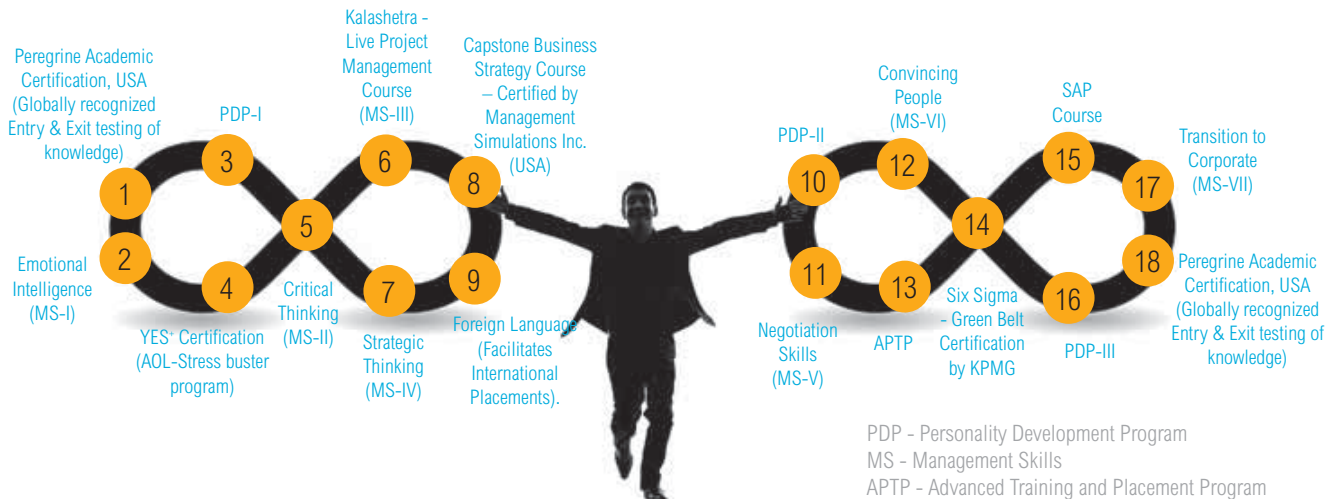 Peregrine Academic
Certification, USA
(Globally recognized
Entry & Exit testing of
knowledge)
1
Emotional
Intelligence
(MS-I)
2
PDP-I
3
YES⁺ Certification
(AOL-Stress buster
program)
4
Critical
Thinking
(MS-II)
5
Kalashetra -
Live Project
Management
Course
(MS-III)
6
Strategic
Thinking
(MS-IV)
7
Capstone Business
Strategy Course
– Certified by
Management
Simulations Inc.
(USA)
8
Foreign Language
(Facilitates
International
Placements).
9
PDP-II
10
Negotiation
Skills
(MS-V)
11
Convincing
People
(MS-VI)
12
APTP
13
Six Sigma
- Green Belt
Certification
by KPMG
14
SAP
Course
15
PDP-III
16
Transition to
Corporate
(MS-VII)
17
Peregrine Academic
Certification, USA
(Globally recognized
Entry & Exit testing of
knowledge)
18
PDP - Personality Development Program
MS - Management Skills
APTP - Advanced Training and Placement Program